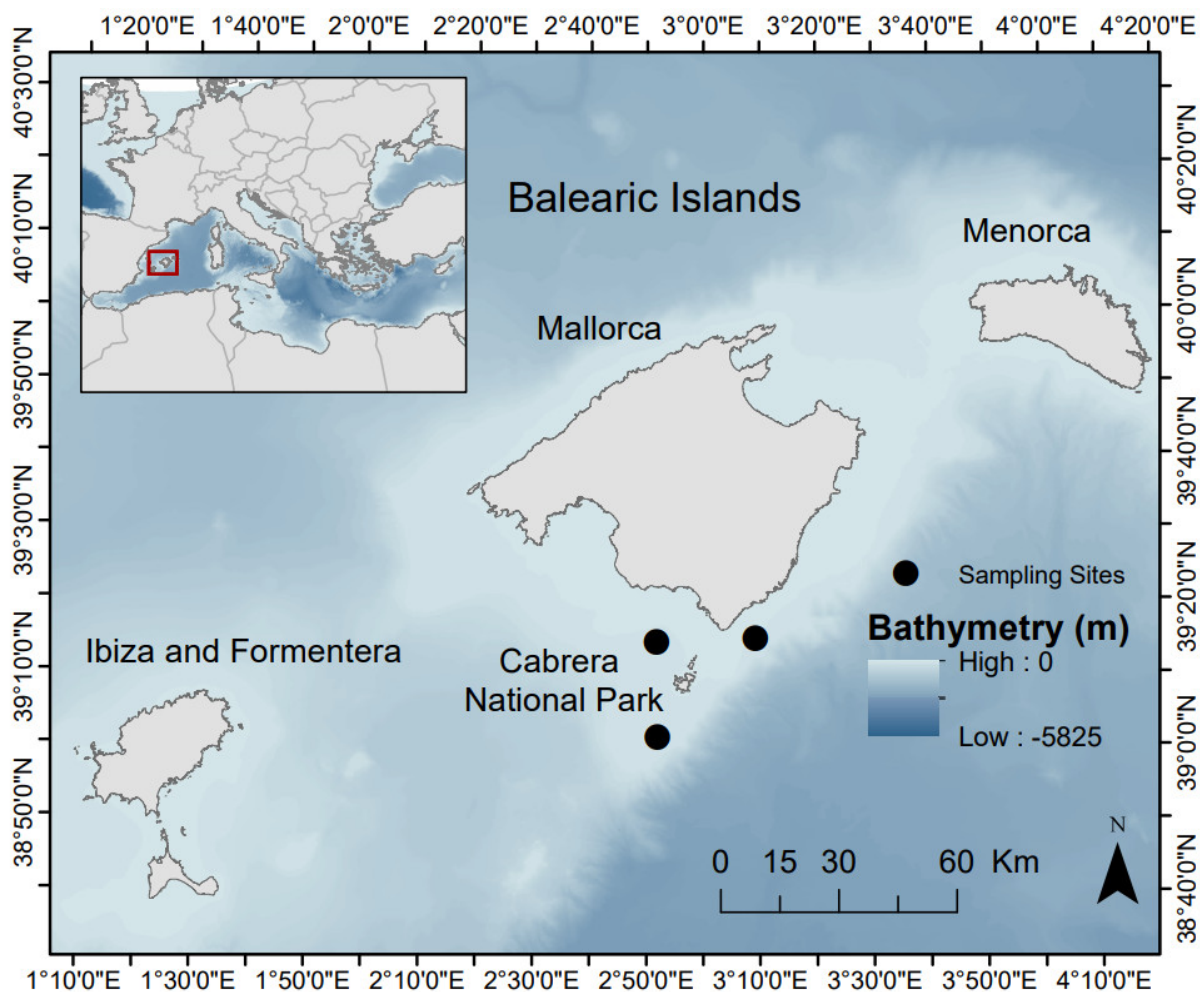 1°20'0"E 1°40'0"E 2°0'0"E 2°20'0"E 2°40'0"E 3°0'0"E 3°20'0"E 3°40'0"E 4°0'0"E 4°20'0"E
40°30'0"N
40°20'0"N
Balearic Islands
40°10'0"N
Menorca
40°0'0"N
Mallorca
39°50'0"N
39°40'0"N
39°30'0"N
Sampling Sites
39°20'0"N
Bathymetry (m)
Ibiza and Formentera
Cabrera
National Park
High : 0
39°10'0"N
Low : -5825
39°0'0"N
38°50'0"N
N
0 15 30 60 Km
38°40'0"N
1°10'0"E 1°30'0"E 1°50'0"E 2°10'0"E 2°30'0"E 2°50'0"E 3°10'0"E 3°30'0"E 3°50'0"E 4°10'0"E